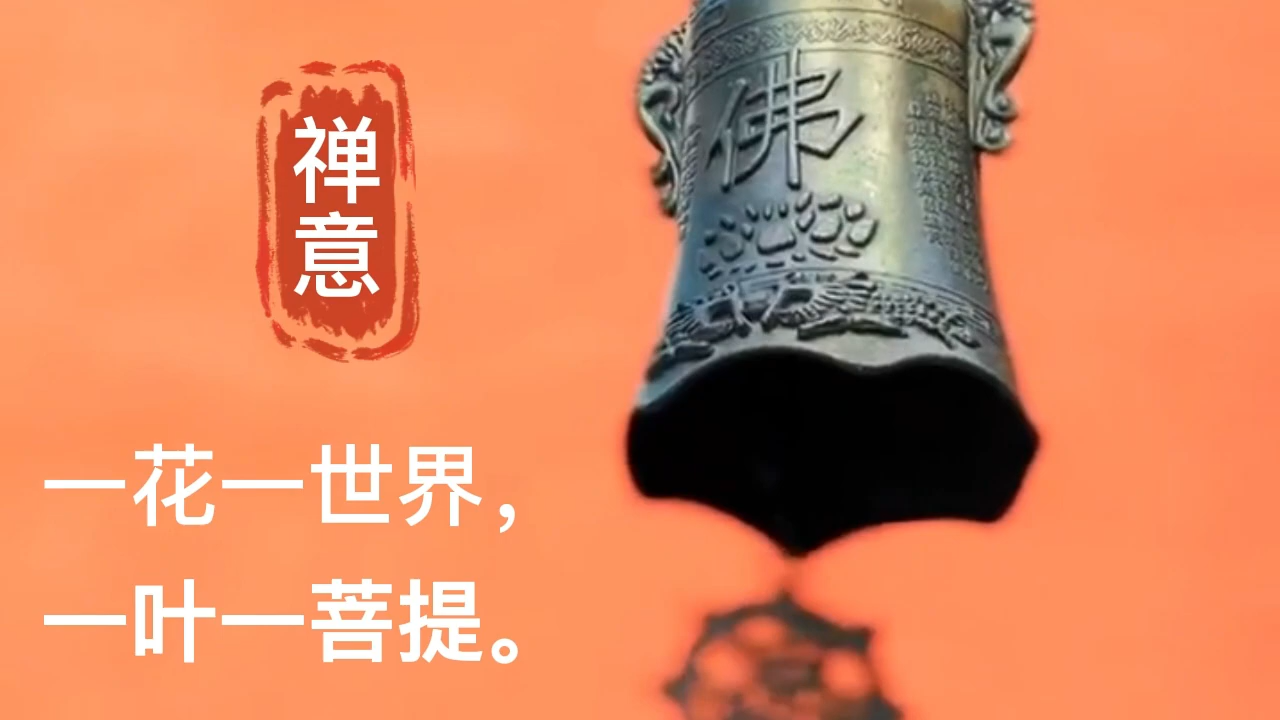 禅意
佛
一花一世界，
一叶一菩提。